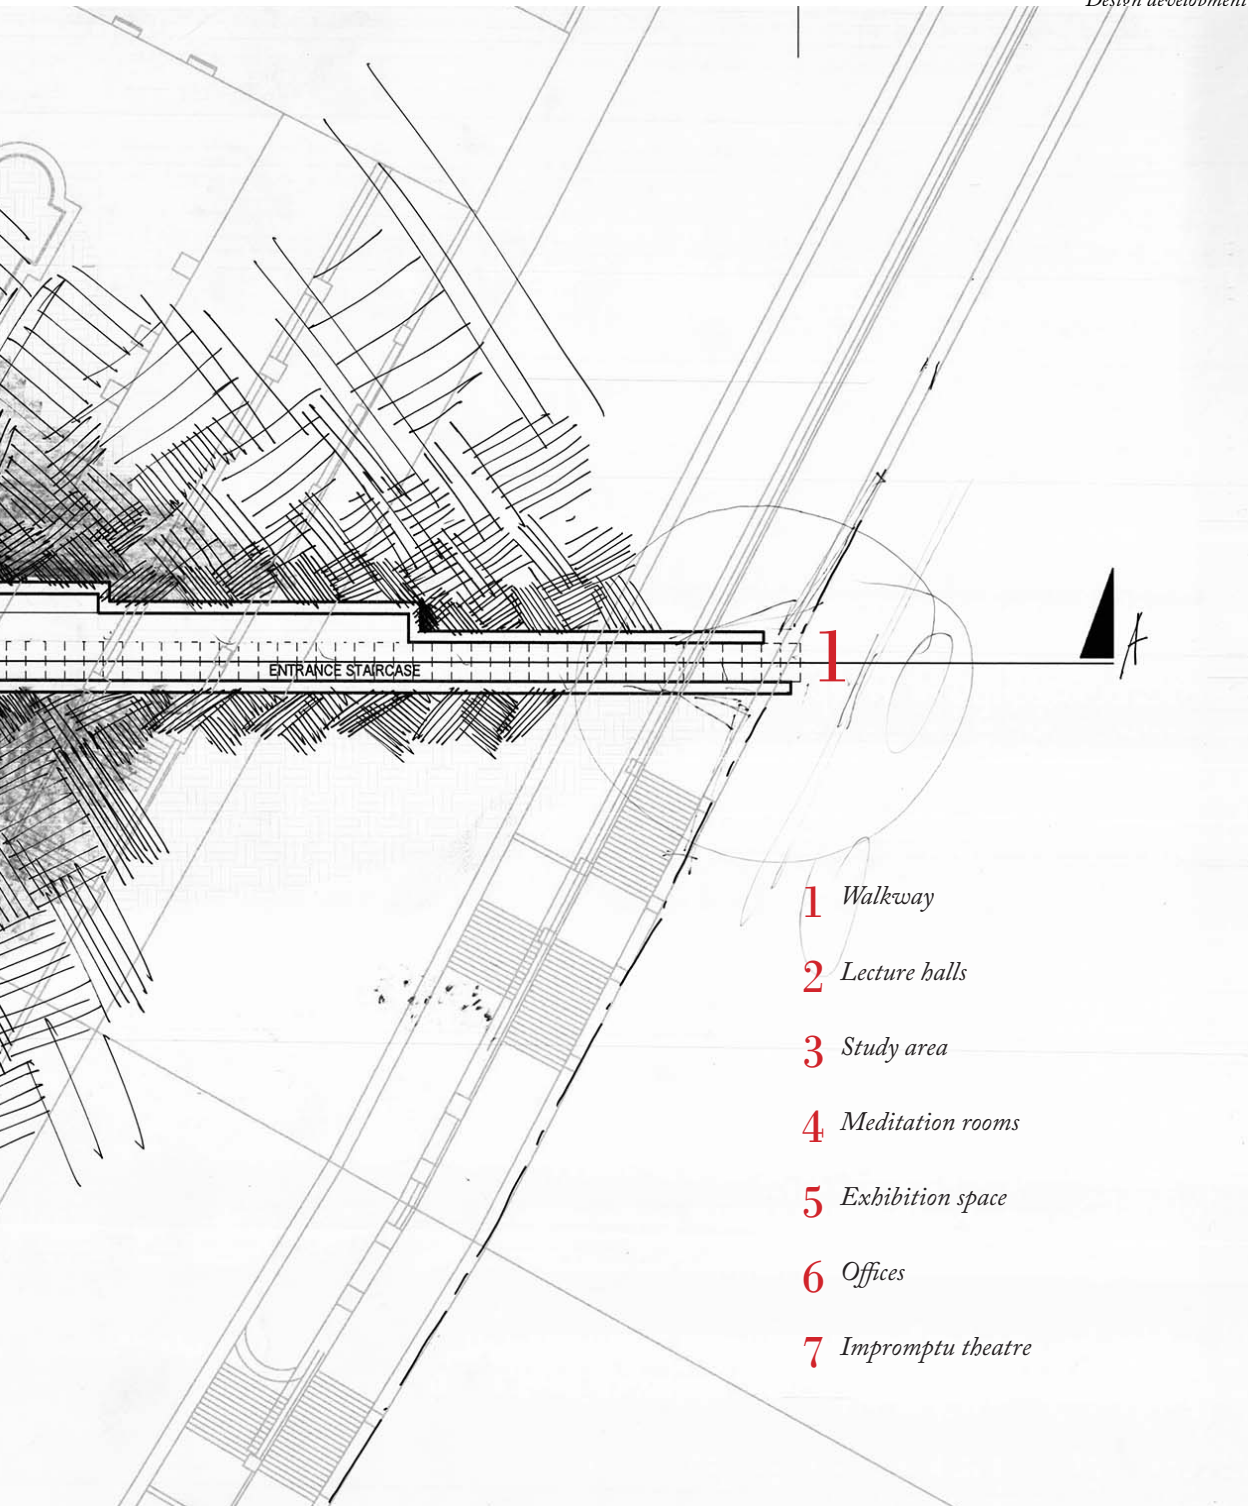 Design development
ENTRANCE STAIRCASE
1
A
1 Walkway
2 Lecture halls
3 Study area
4 Meditation rooms
5 Exhibition space
6 Offices
7 Impromptu theatre